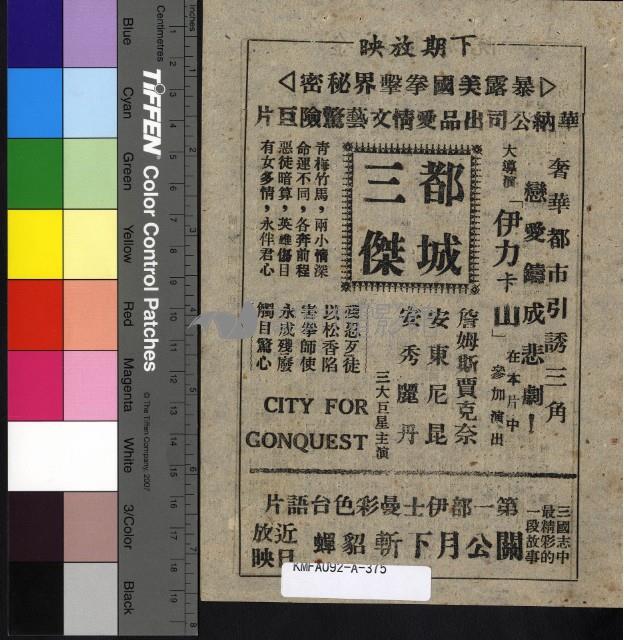 Centimetres
Inches
TIFFEN Color Control Patches
© The Tiffen Company, 2007
Blue
Cyan
Green
Yellow
Red
Magenta
White
3/Color
Black
下期放映
▷暴露美國拳擊界秘密◁
華納公司出品愛情文藝驚險巨片
奢華都市引誘三角
戀愛鑄成悲劇！
大導演「伊力卡山」在本片中
參加演出
都城
三傑
青梅竹馬，兩小情深
命運不同，各奔前程
惡徒暗算，英雄傷目
有女多情，永伴君心
詹姆斯賈克奈
安東尼昆
安秀麗丹
三大巨星主演
惡歹徒
以松香陷
害拳師使
永成殘廢
觸目驚心
CITY FOR
GONQUEST
三國志中
最精彩的
一段故事
第一部伊士曼彩色台語片
關公月下斬貂蟬
近日
放映
KMFA092-A-375